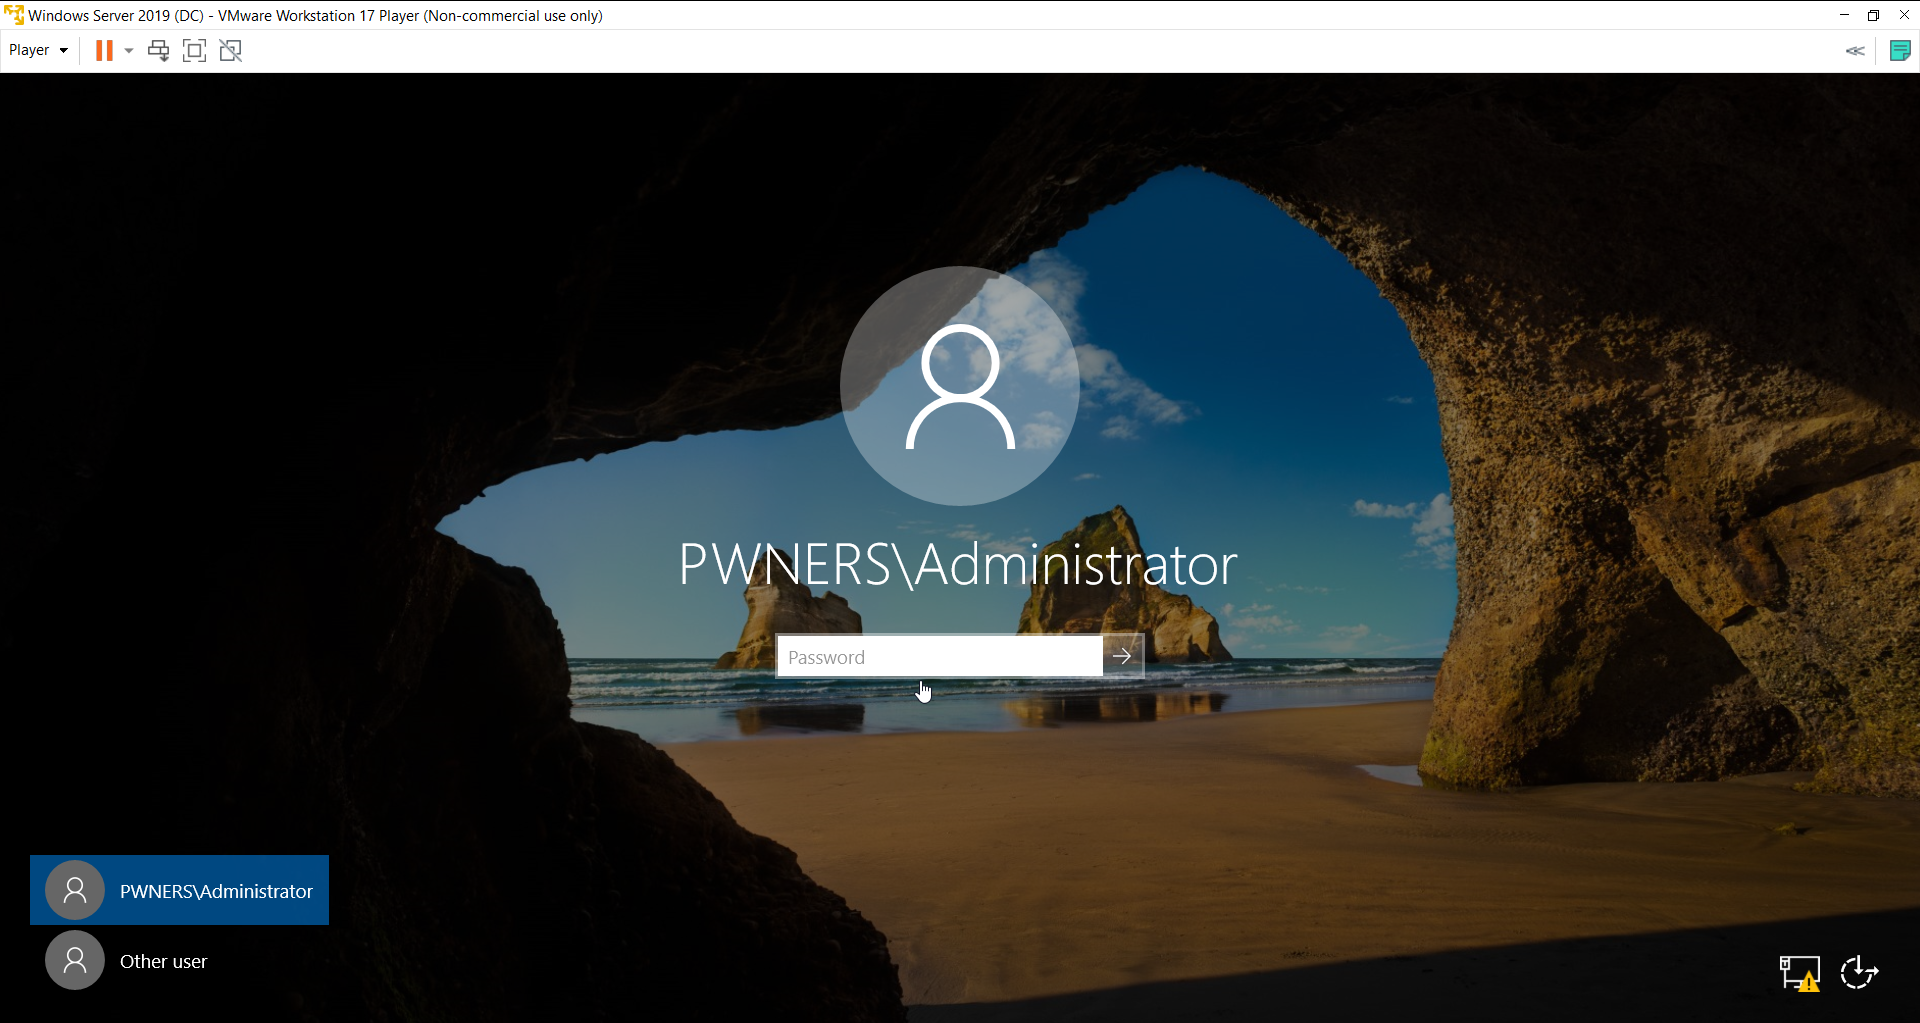 Windows Server 2019 (DC) - VMware Workstation 17 Player (Non-commercial use only)
Player
PWNERS\Administrator
Password
PWNERS\Administrator
Other user